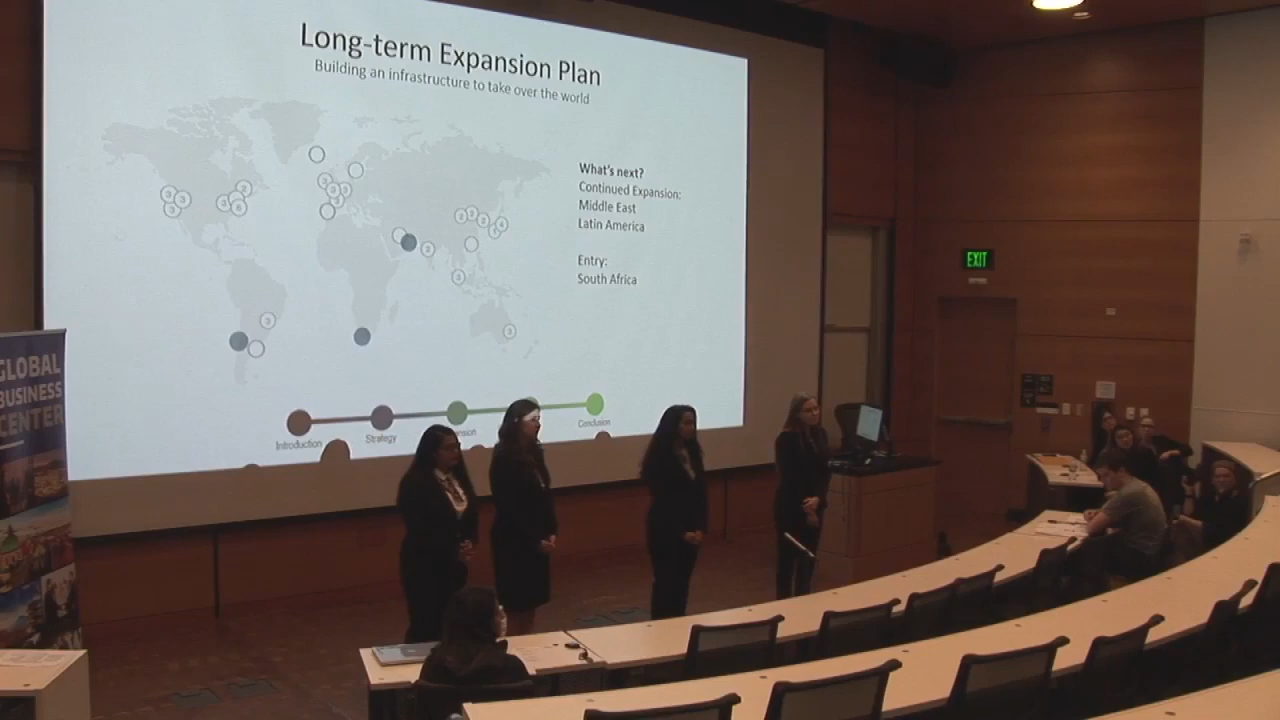 Long-term Expansion Plan
Building an infrastructure to take over the world
What's next?
Continued Expansion:
Middle East
Latin America
Entry:
South Africa
Introduction
Strategy
Conclusion
GLOBAL
BUSINESS
CENTER
EXIT